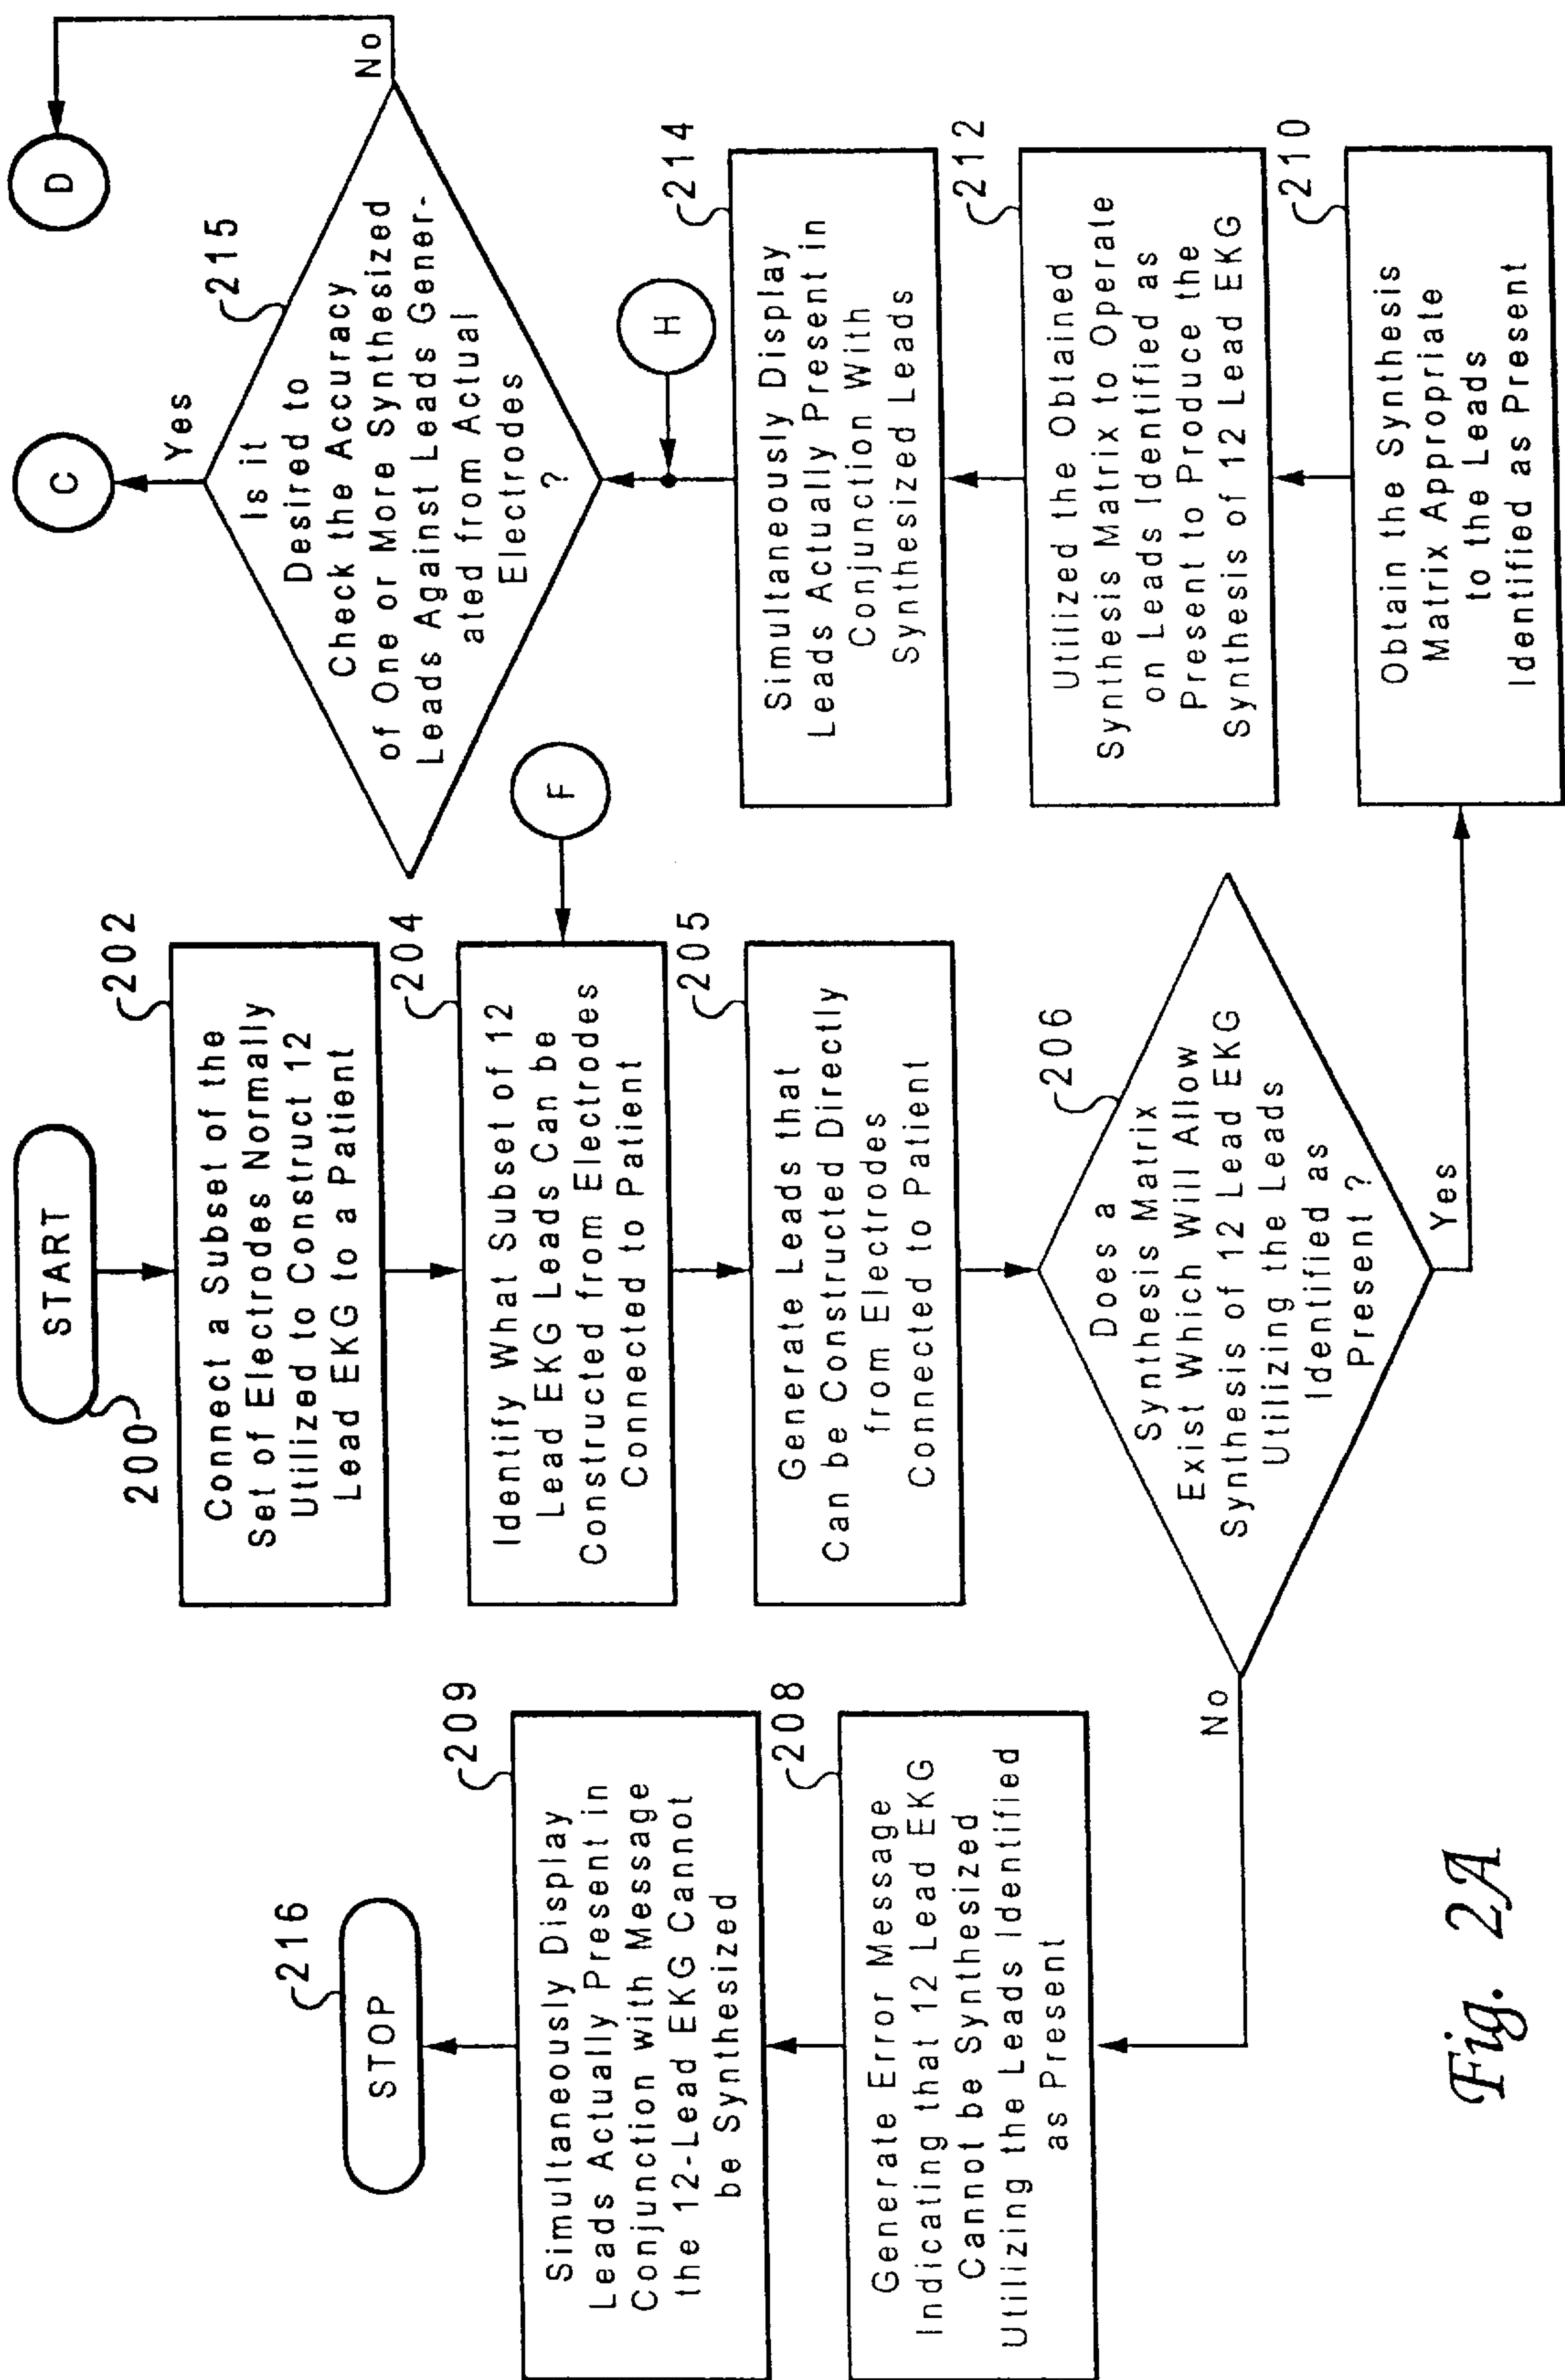 START
200
202
Connect a Subset of the
Set of Electrodes Normally
Utilized to Construct 12
Lead EKG to a Patient
204
Identify What Subset of 12
Lead EKG Leads Can be
Constructed from Electrodes
Connected to Patient
F
205
Generate Leads that
Can be Constructed Directly
from Electrodes
Connected to Patient
206
Does a
Synthesis Matrix
Exist Which Will Allow
Synthesis of 12 Lead EKG
Utilizing the Leads
Identified as
Present ?
No
Yes
208
Generate Error Message
Indicating that 12 Lead EKG
Cannot be Synthesized
Utilizing the Leads Identified
as Present
209
Simultaneously Display
Leads Actually Present in
Conjunction with Message
the 12-Lead EKG Cannot
be Synthesized
216
STOP
210
Obtain the Synthesis
Matrix Appropriate
to the Leads
Identified as Present
212
Utilized the Obtained
Synthesis Matrix to Operate
on Leads Identified as
Present to Produce the
Synthesis of 12 Lead EKG
214
Simultaneously Display
Leads Actually Present in
Conjunction With
Synthesized Leads
H
215
Is it
Desired to
Check the Accuracy
of One or More Synthesized
Leads Against Leads Gener-
ated from Actual
Electrodes
?
Yes
C
No
D
Fig. 2A